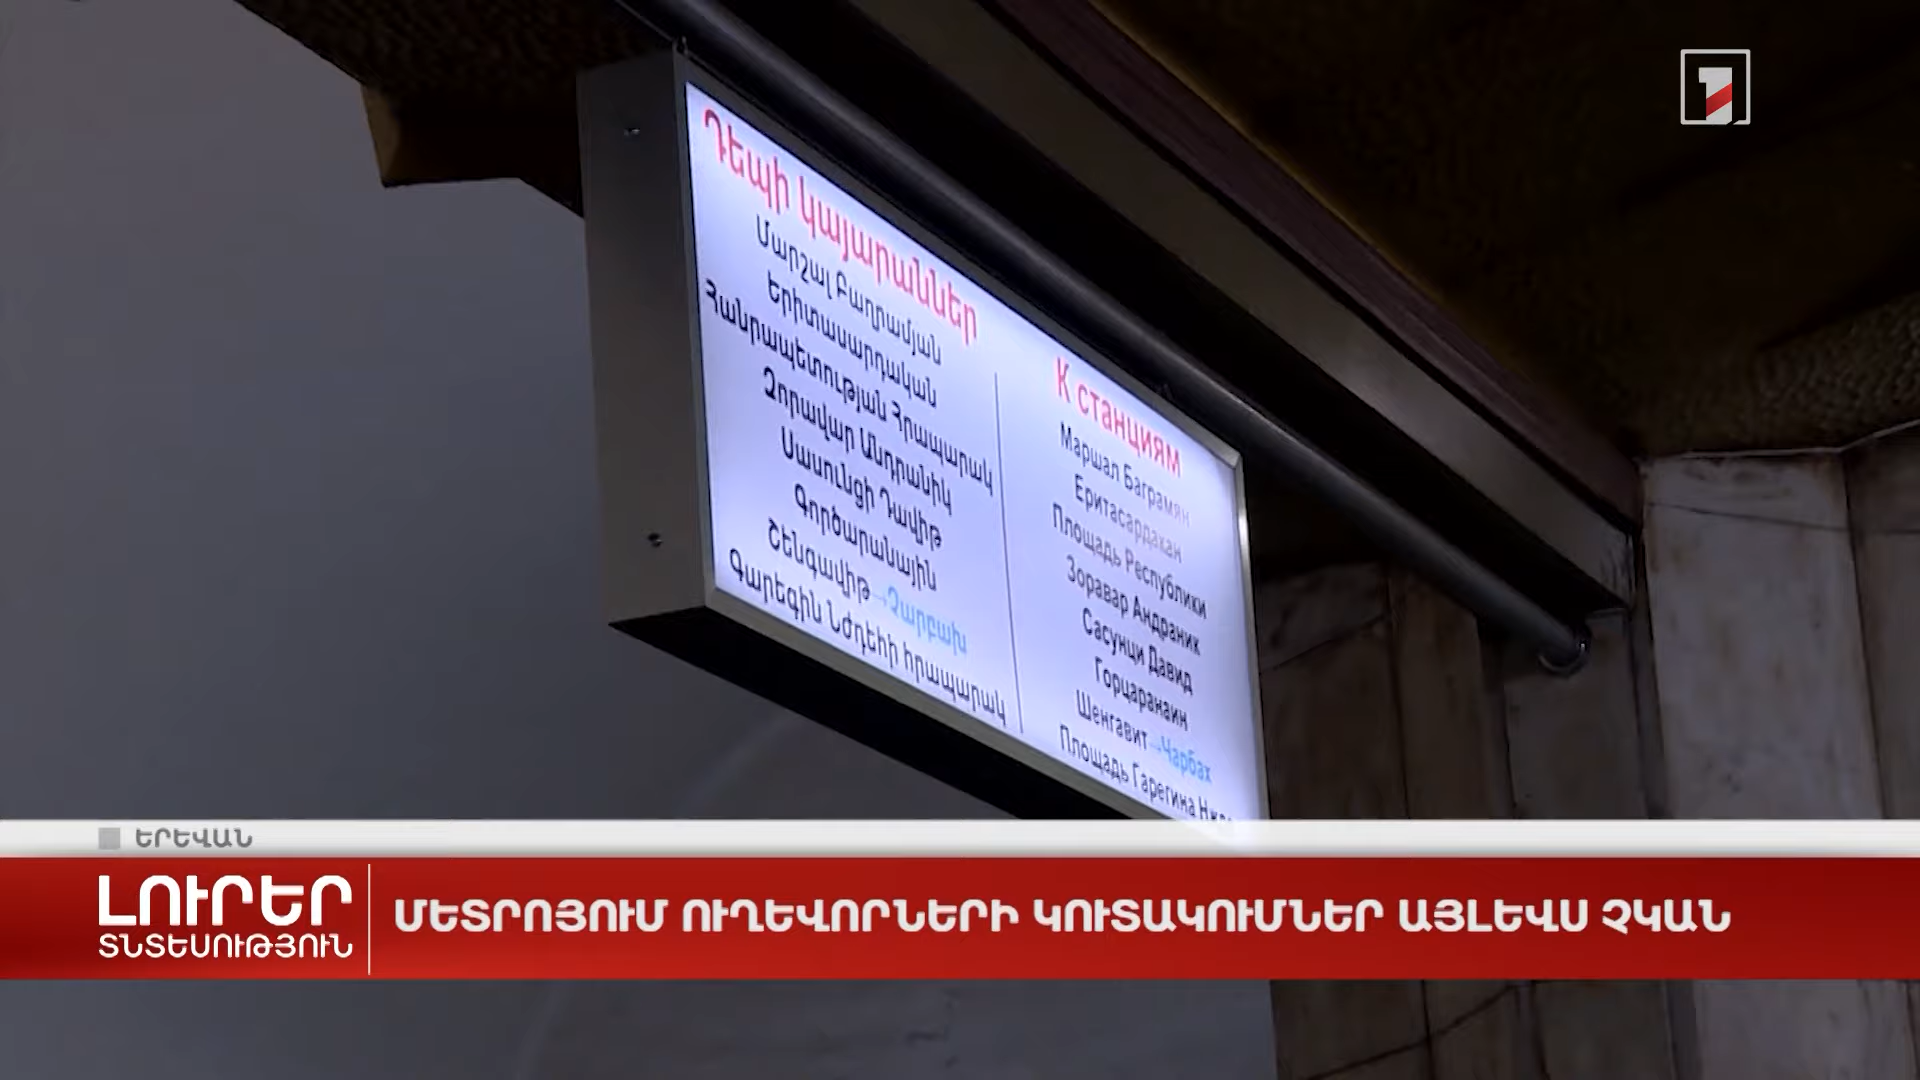 Դեպի կայարաններ
Մարշալ Բաղրամյան
Երիտասարդական
Հանրապետության Հրապարակ
Զորավար Անդրանիկ
Սասունցի Դավիթ
Գործարանային
Շենգավիթ→Չարբախ
Գարեգին Նժդեհի հրապարակ
К станциям
Маршал Баграмян
Еритасардакан
Площадь Республики
Зоравар Андраник
Сасунци Давид
Горцаранаин
Шенгавит→Чарбах
Площадь Гарегина
ԵՐԵՎԱՆ
ԼՈՒՐԵՐ
ՏՆՏԵՍՈՒԹՅՈՒՆ
ՄԵՏՐՈՅՈՒՄ ՈՒՂԵՎՈՐՆԵՐԻ ԿՈՒՏԱԿՈՒՄՆԵՐ ԱՅԼԵՎՍ ՉԿԱՆ